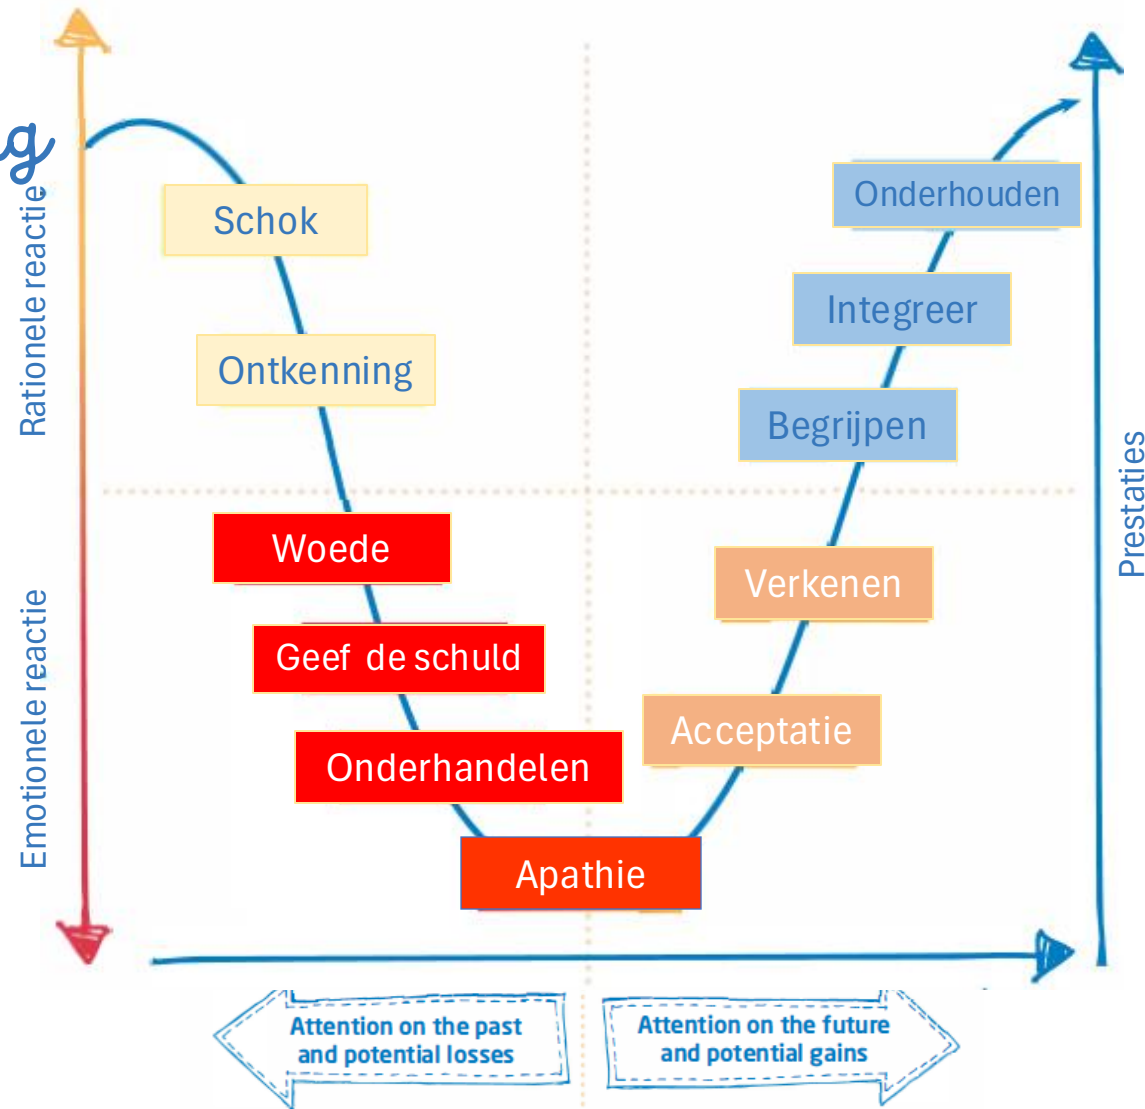 Rationele reactie
Emotionele reactie
Schok
Ontkenning
Woede
Geef de schuld
Onderhandelen
Apathie
Acceptatie
Verkenen
Begrijpen
Integreer
Onderhouden
Prestaties
Attention on the past
and potential losses
Attention on the future
and potential gains